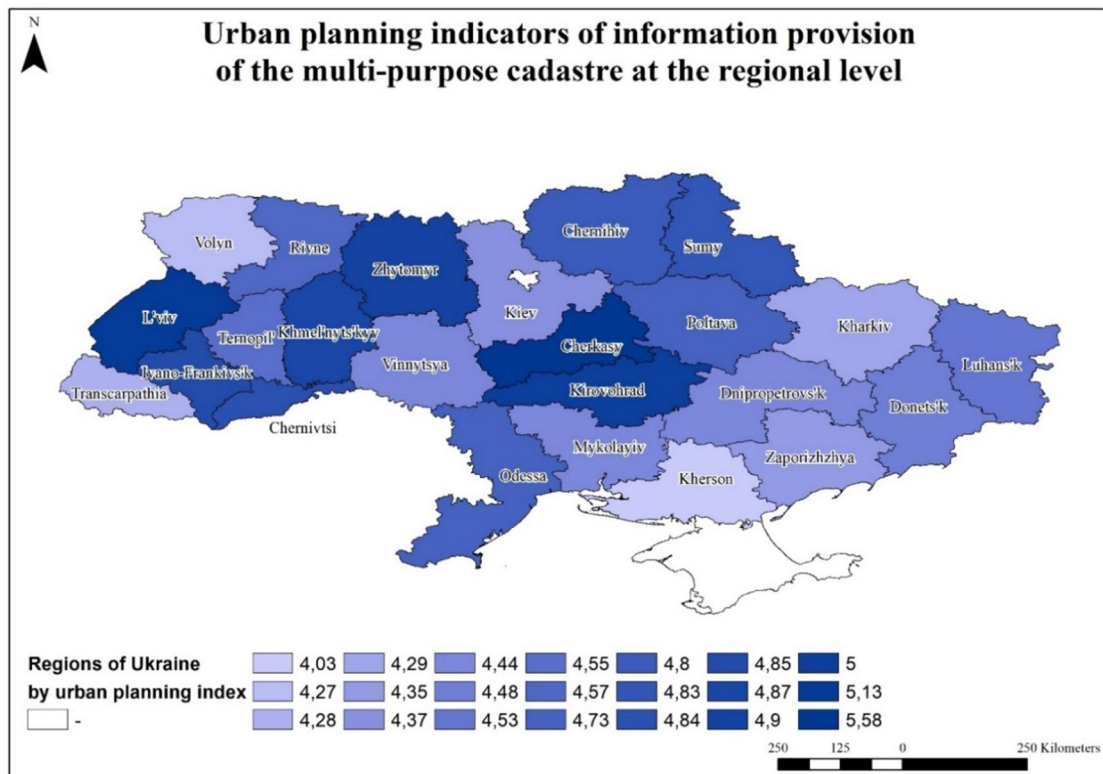 N
Urban planning indicators of information provision
of the multi-purpose cadastre at the regional level
Volyn
Rivne
Zhytomyr
Chernihiv
Sumy
Kiev
L'viv
Ternopil'
Khmel'nyts'kyy
Cherkasy
Poltava
Kharkiv
Luhans'k
Ivano-Frankivs'k
Transcarpathia
Vinnytsya
Kirovohrad
Dnipropetrovs'k
Donets'k
Chernivtsi
Mykolayiv
Zaporizhzhya
Odessa
Kherson
Regions of Ukraine
by urban planning index
-
4,03 4,29 4,44 4,55 4,8 4,85 5
4,27 4,35 4,48 4,57 4,83 4,87 5,13
4,28 4,37 4,53 4,73 4,84 4,9 5,58
250 125 0 250 Kilometers